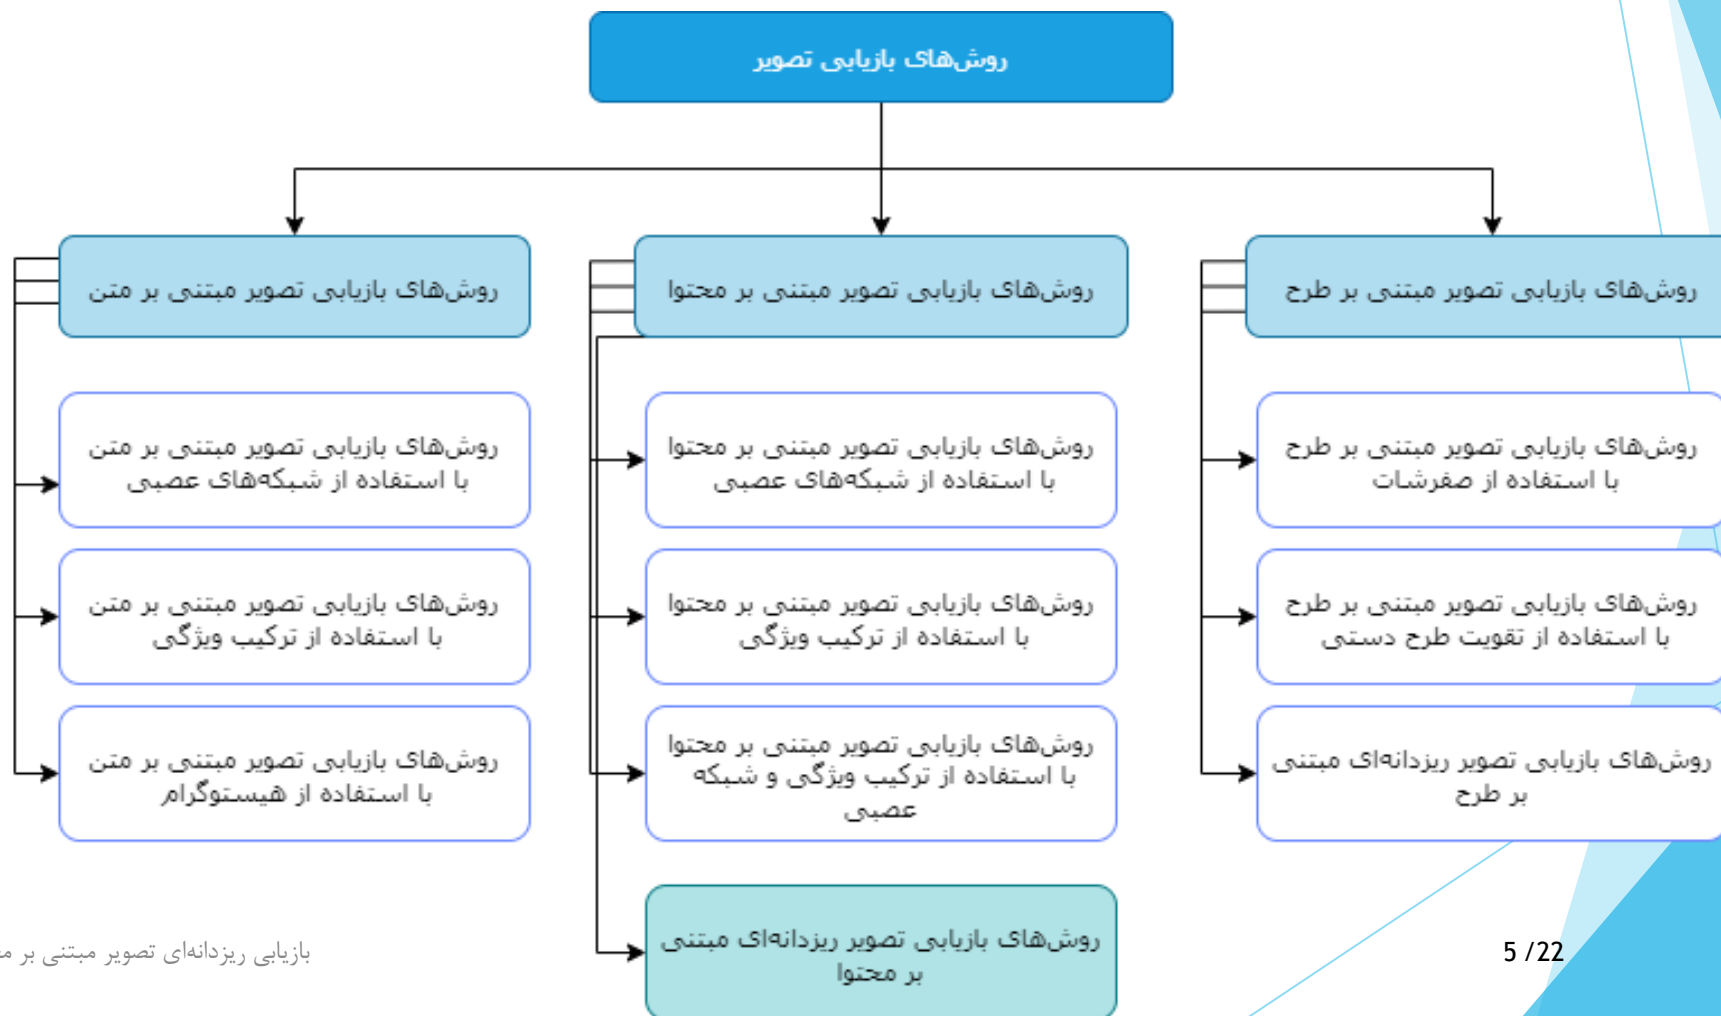 روش‌های بازیابی تصویر
روش‌های بازیابی تصویر مبتنی بر طرح
روش‌های بازیابی تصویر مبتنی بر طرح
با استفاده از صفرشات
روش‌های بازیابی تصویر مبتنی بر طرح
با استفاده از تقویت طرح دستی
روش‌های بازیابی تصویر ریزدانه‌ای مبتنی
بر طرح
روش‌های بازیابی تصویر مبتنی بر محتوا
روش‌های بازیابی تصویر مبتنی بر محتوا
با استفاده از شبکه‌های عصبی
روش‌های بازیابی تصویر مبتنی بر محتوا
با استفاده از ترکیب ویژگی
روش‌های بازیابی تصویر مبتنی بر محتوا
با استفاده از ترکیب ویژگی و شبکه
عصبی
روش‌های بازیابی تصویر ریزدانه‌ای مبتنی
بر محتوا
روش‌های بازیابی تصویر مبتنی بر متن
روش‌های بازیابی تصویر مبتنی بر متن
با استفاده از شبکه‌های عصبی
روش‌های بازیابی تصویر مبتنی بر متن
با استفاده از ترکیب ویژگی
روش‌های بازیابی تصویر مبتنی بر متن
با استفاده از هیستوگرام
5 /22
بازیابی ریزدانه‌ای تصویر مبتنی بر